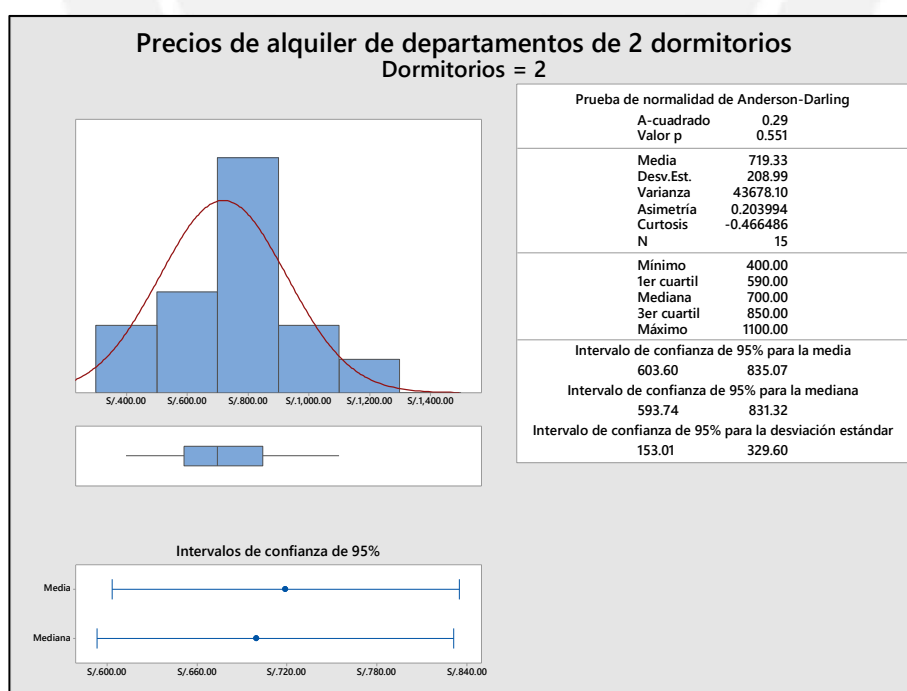 Precios de alquiler de departamentos de 2 dormitorios
Dormitorios = 2
S/.400.00 S/.600.00 S/.800.00 S/.1,000.00 S/.1,200.00 S/.1,400.00
Prueba de normalidad de Anderson-Darling
A-cuadrado 0.29
Valor p 0.551
Media 719.33
Desv.Est. 208.99
Varianza 43678.10
Asimetría 0.203994
Curtosis -0.466486
N 15
Mínimo 400.00
1er cuartil 590.00
Mediana 700.00
3er cuartil 850.00
Máximo 1100.00
Intervalo de confianza de 95% para la media
603.60 835.07
Intervalo de confianza de 95% para la mediana
593.74 831.32
Intervalo de confianza de 95% para la desviación estándar
153.01 329.60
Intervalos de confianza de 95%
Media
Mediana
S/.600.00 S/.660.00 S/.720.00 S/.780.00 S/.840.00